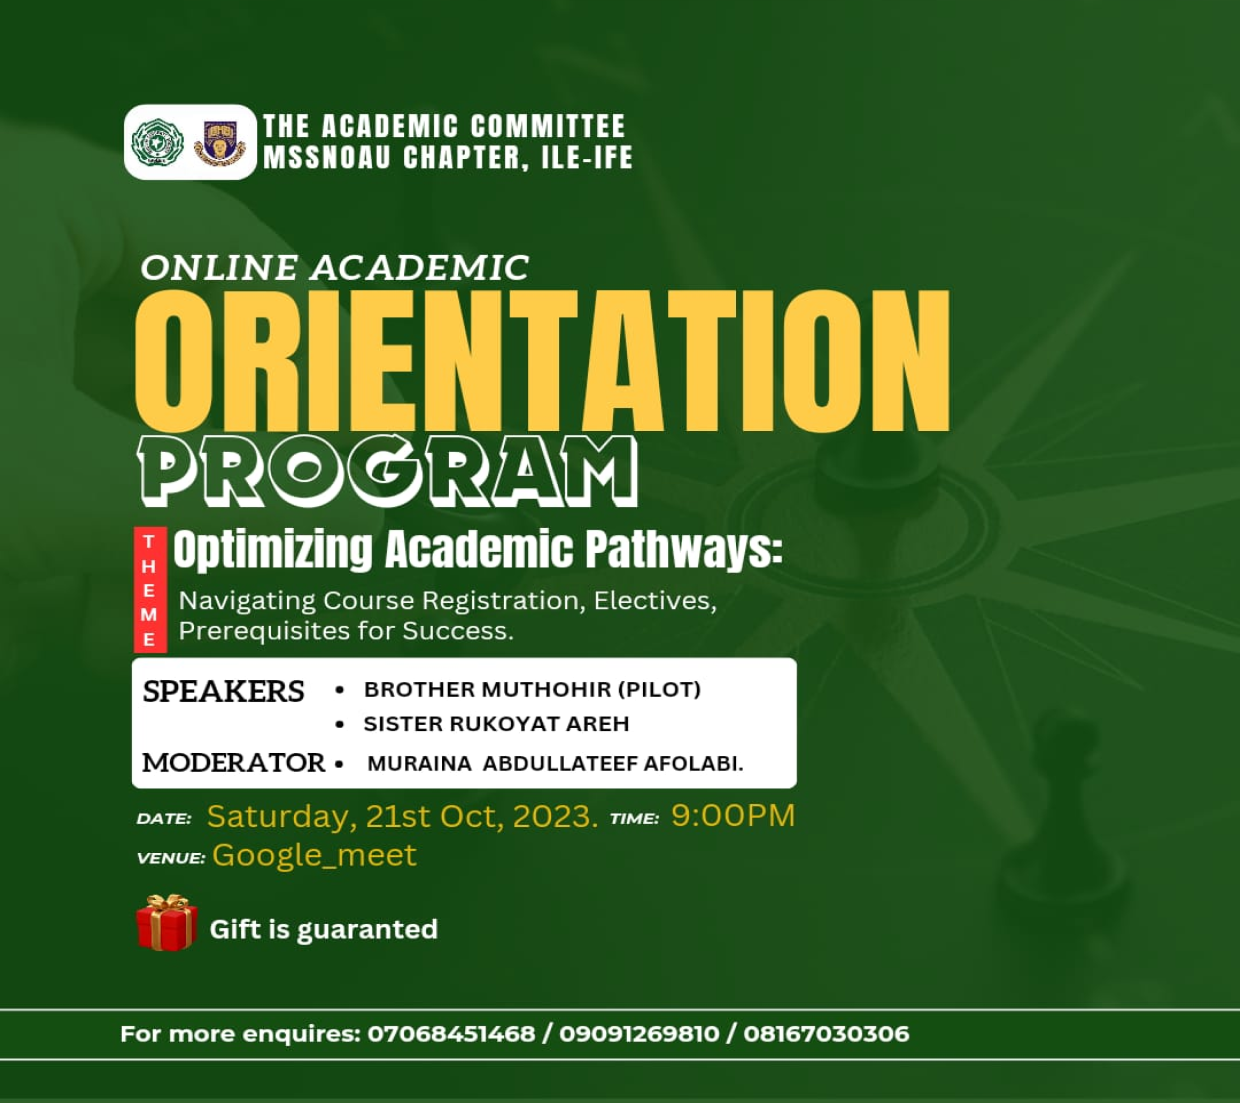 THE ACADEMIC COMMITTEE
MSSNOAU CHAPTER, ILE-IFE
ONLINE ACADEMIC
ORIENTATION
PROGRAM
THEME
Optimizing Academic Pathways:
Navigating Course Registration, Electives,
Prerequisites for Success.
SPEAKERS • BROTHER MUTHOHIR (PILOT)
• SISTER RUKOYAT AREH
MODERATOR • MURAINA ABDULLATEEF AFOLABI.
DATE: Saturday, 21st Oct, 2023. TIME: 9:00PM
VENUE: Google_meet
Gift is guaranted
For more enquires: 07068451468 / 09091269810 / 08167030306